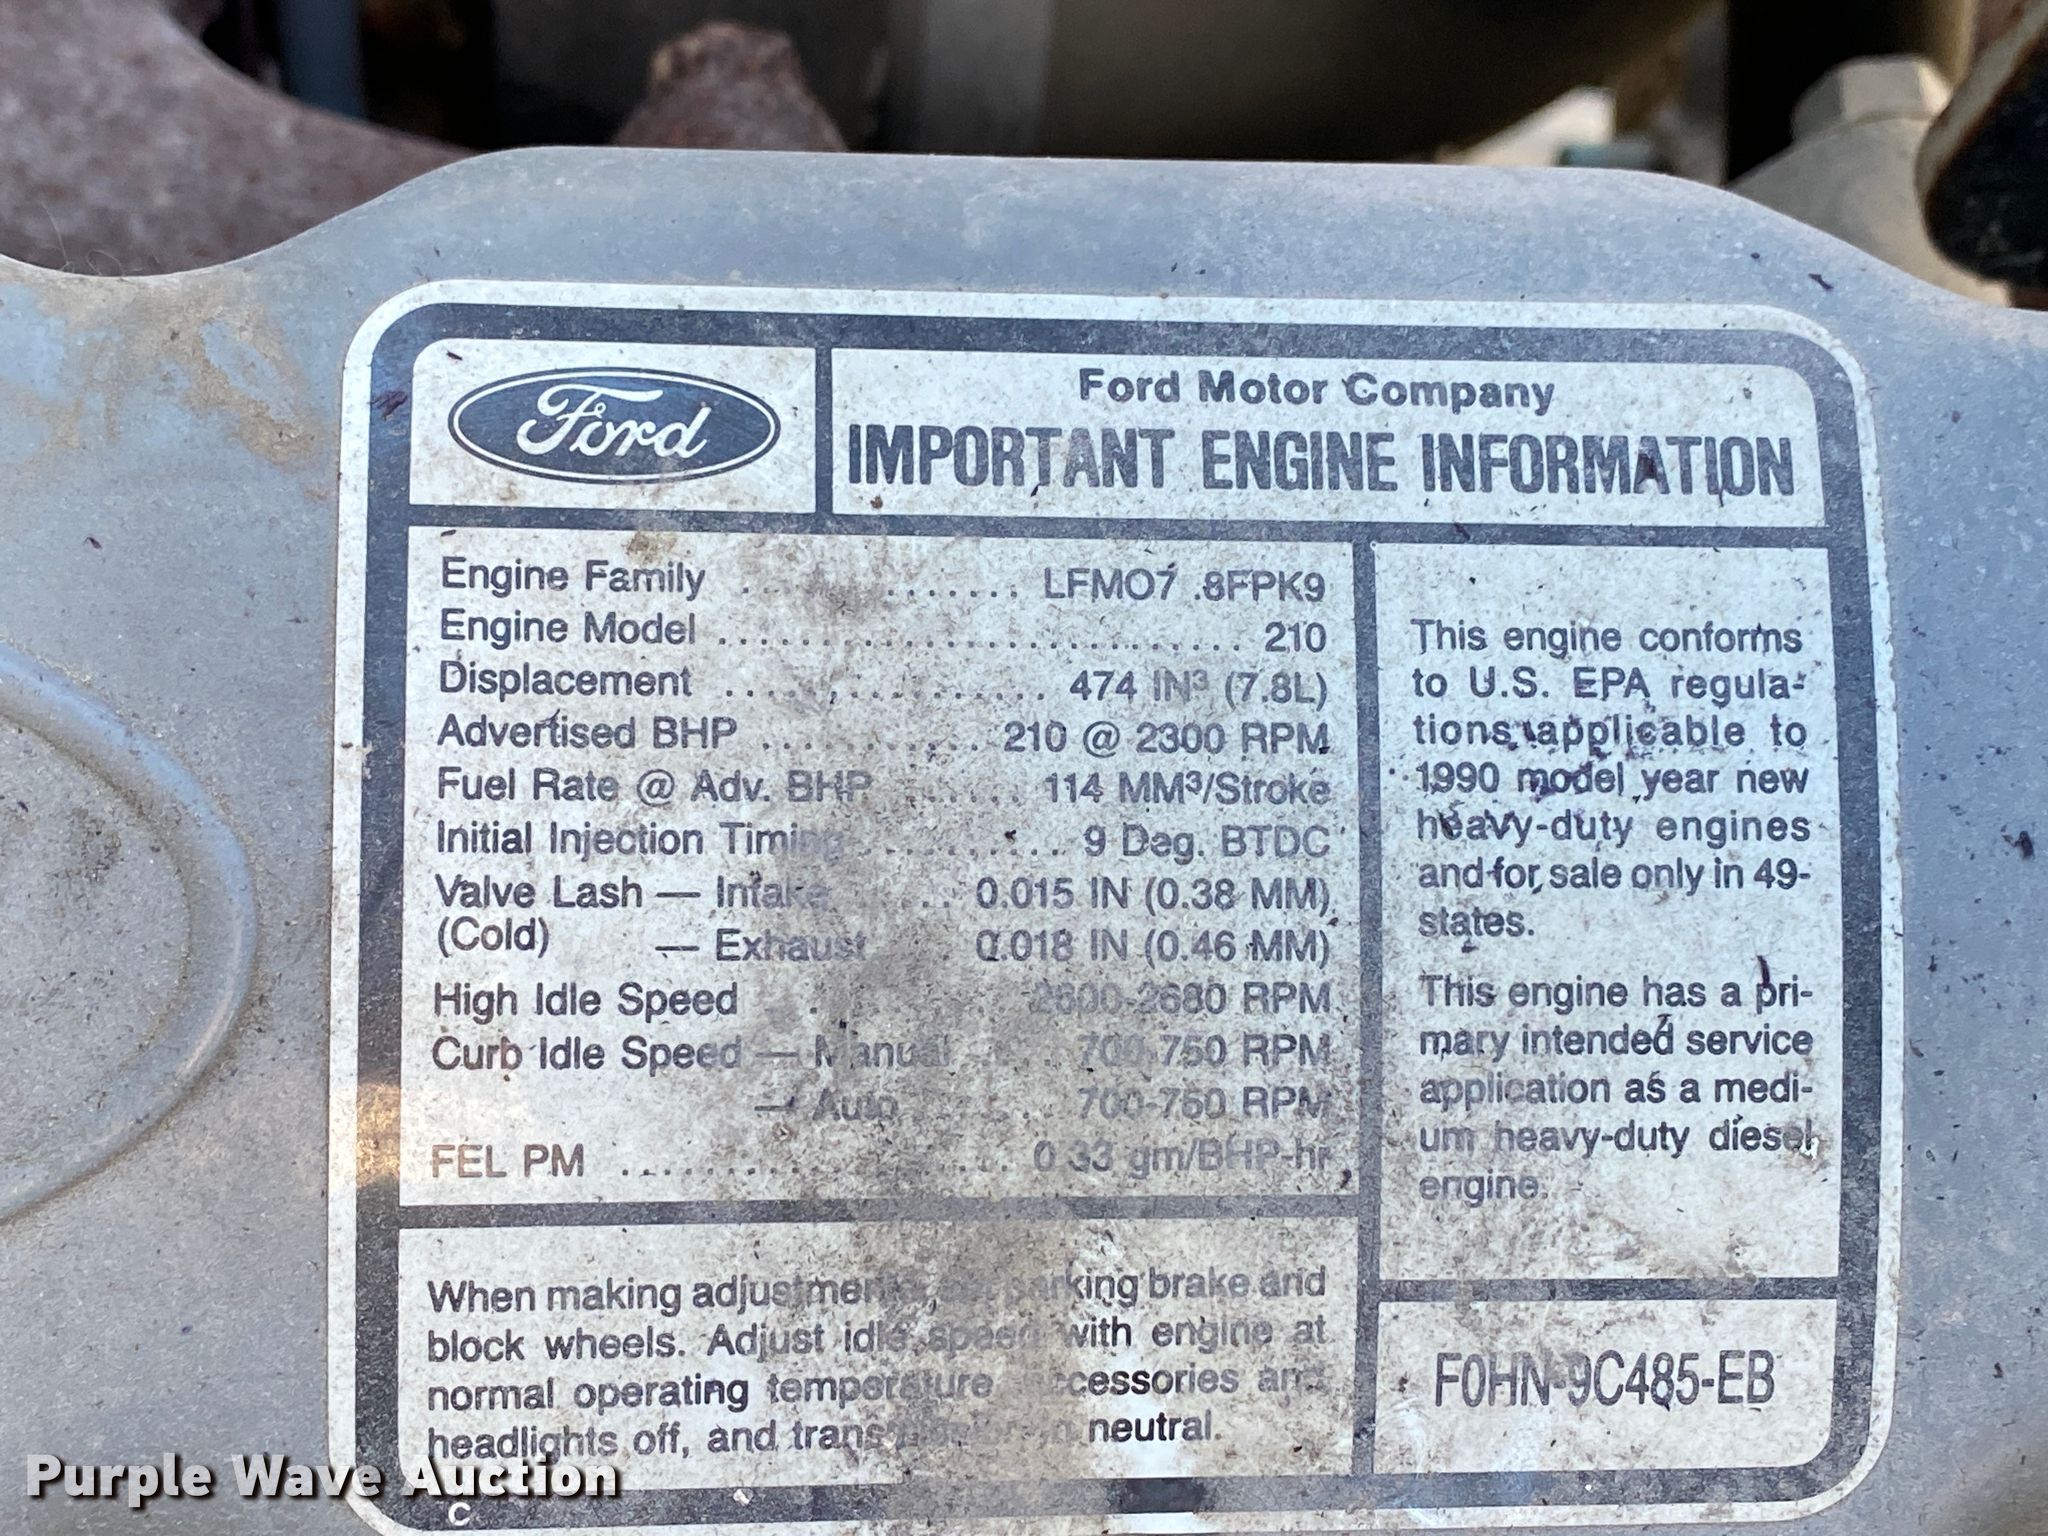 Ford
Ford Motor Company
IMPORTANT ENGINE INFORMATION
Engine Family .............. LFMO7 .8FPK9
Engine Model .......................... 210
Displacement ................ 474 IN³ (7.8L)
Advertised BHP ........... 210 @ 2300 RPM
Fuel Rate @ Adv. BHP ...... 114 MM³/Stroke
Initial Injection Timing ........... 9 Deg. BTDC
Valve Lash — Intake .... 0.015 IN (0.38 MM)
(Cold) — Exhaust .. 0.018 IN (0.46 MM)
High Idle Speed .. 2600-2680 RPM
Curb Idle Speed — Manual .. 700-750 RPM
— Auto .... 700-750 RPM
FEL PM .................... 0.33 gm/BHP-hr
This engine conforms
to U.S. EPA regula-
tions applicable to
1990 model year new
heavy-duty engines
and for sale only in 49-
states.
This engine has a pri-
mary intended service
application as a medi-
um heavy-duty diesel
engine.
When making adjustments parking brake and
block wheels. Adjust idle speed with engine at
normal operating temperature accessories and
headlights off, and neutral.
F0HN-9C485-EB
C
Purple Wave Auction